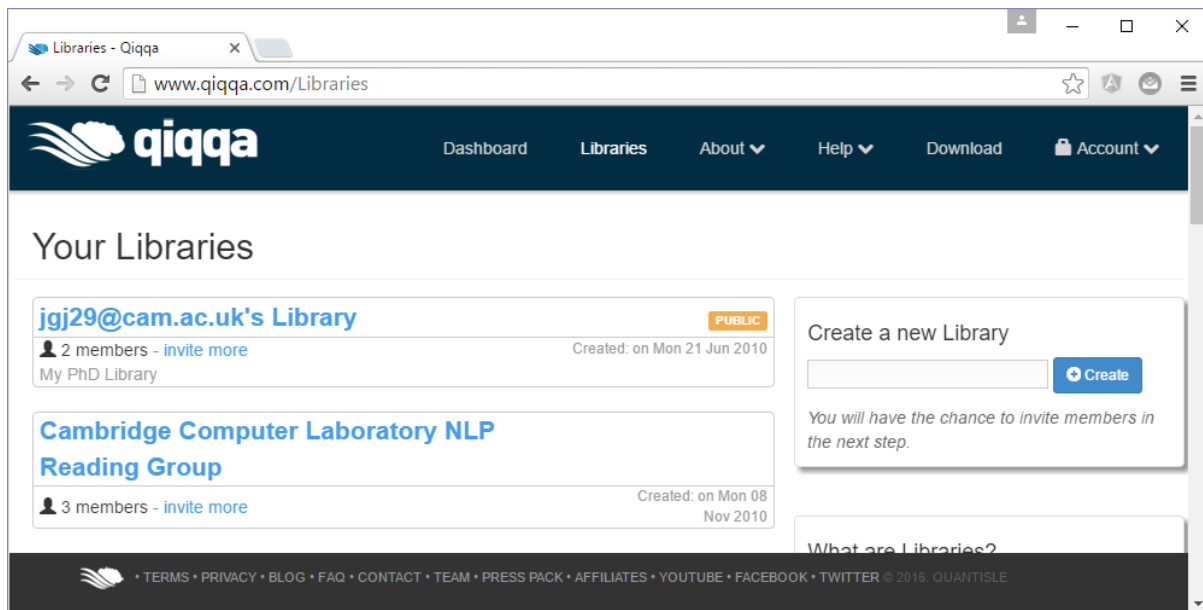 Libraries - Qiqqa
www.qiqqa.com/Libraries
qiqqa
Dashboard Libraries About Help Download Account
Your Libraries
jgj29@cam.ac.uk's Library PUBLIC
2 members - invite more Created: on Mon 21 Jun 2010
My PhD Library
Cambridge Computer Laboratory NLP
Reading Group
3 members - invite more Created: on Mon 08
Nov 2010
Create a new Library
Create
You will have the chance to invite members in
the next step.
What are Libraries?
• TERMS • PRIVACY • BLOG • FAQ • CONTACT • TEAM • PRESS PACK • AFFILIATES • YOUTUBE • FACEBOOK • TWITTER © 2016. QUANTISLE